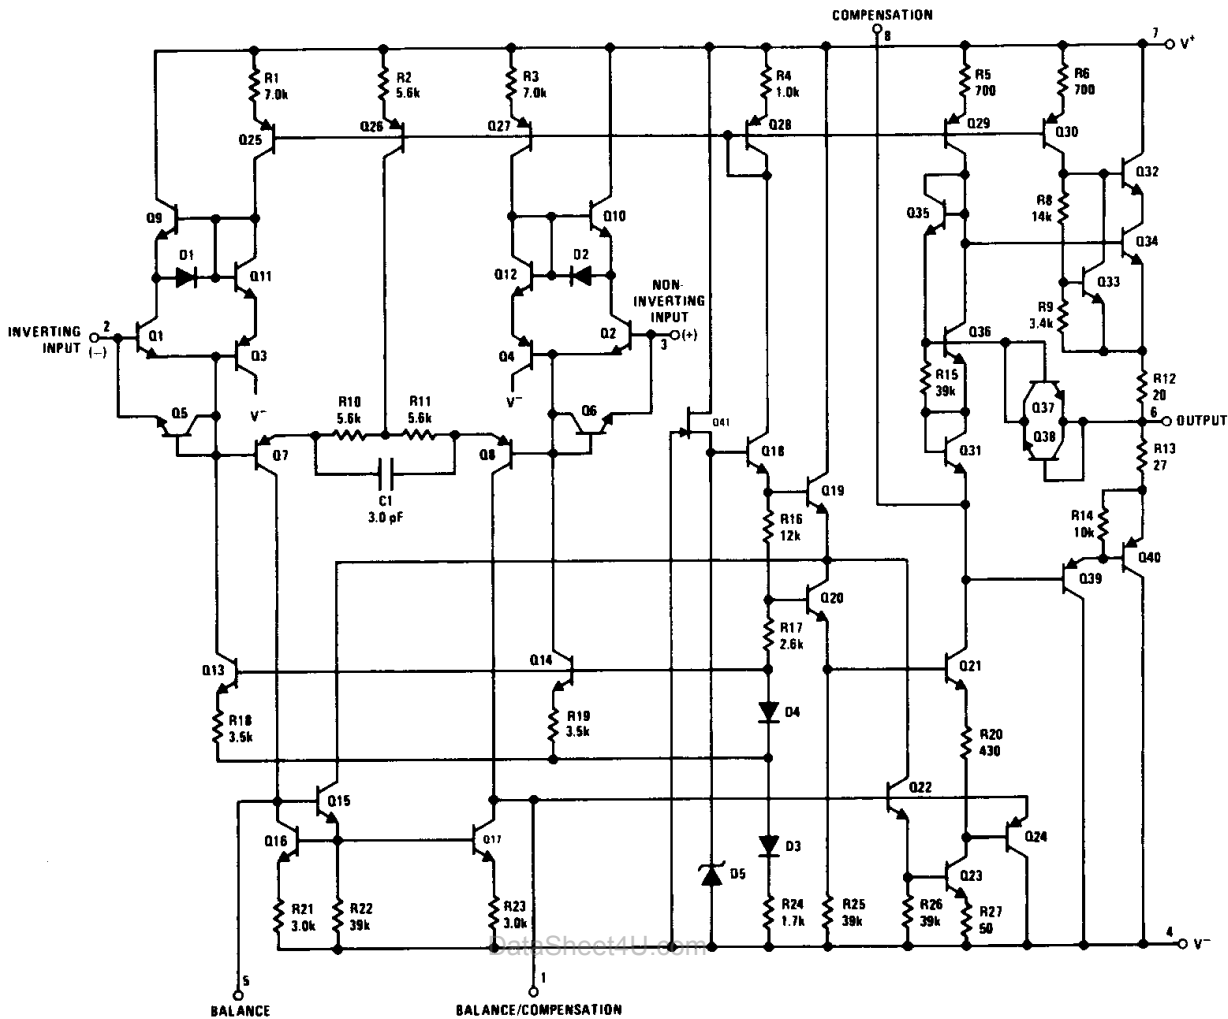 COMPENSATION
8
7
V+
R1
7.0k
R2
5.6k
R3
7.0k
R4
1.0k
R5
700
R6
700
Q25
Q26
Q27
Q28
Q29
Q30
Q32
Q9
Q10
Q35
R8
14k
Q34
D1
D2
Q11
Q12
Q33
NON-
INVERTING
INPUT
3
(+)
R9
3.4k
INVERTING
INPUT
2
(−)
Q1
Q2
Q3
Q4
Q36
V−
V−
R15
39k
R12
20
Q5
Q6
R10
5.6k
R11
5.6k
Q41
Q37
Q38
6
OUTPUT
Q7
Q8
C1
3.0 pF
Q18
Q31
R13
27
Q19
R16
12k
R14
10k
Q39
Q40
Q20
R17
2.6k
Q13
Q14
Q21
R18
3.5k
R19
3.5k
D4
R20
430
Q15
Q22
Q16
Q17
Q24
D3
D5
Q23
R21
3.0k
R22
39k
R23
3.0k
R24
1.7k
R25
39k
R26
39k
R27
50
DataSheet4U.com
4
V−
5
BALANCE
1
BALANCE/COMPENSATION